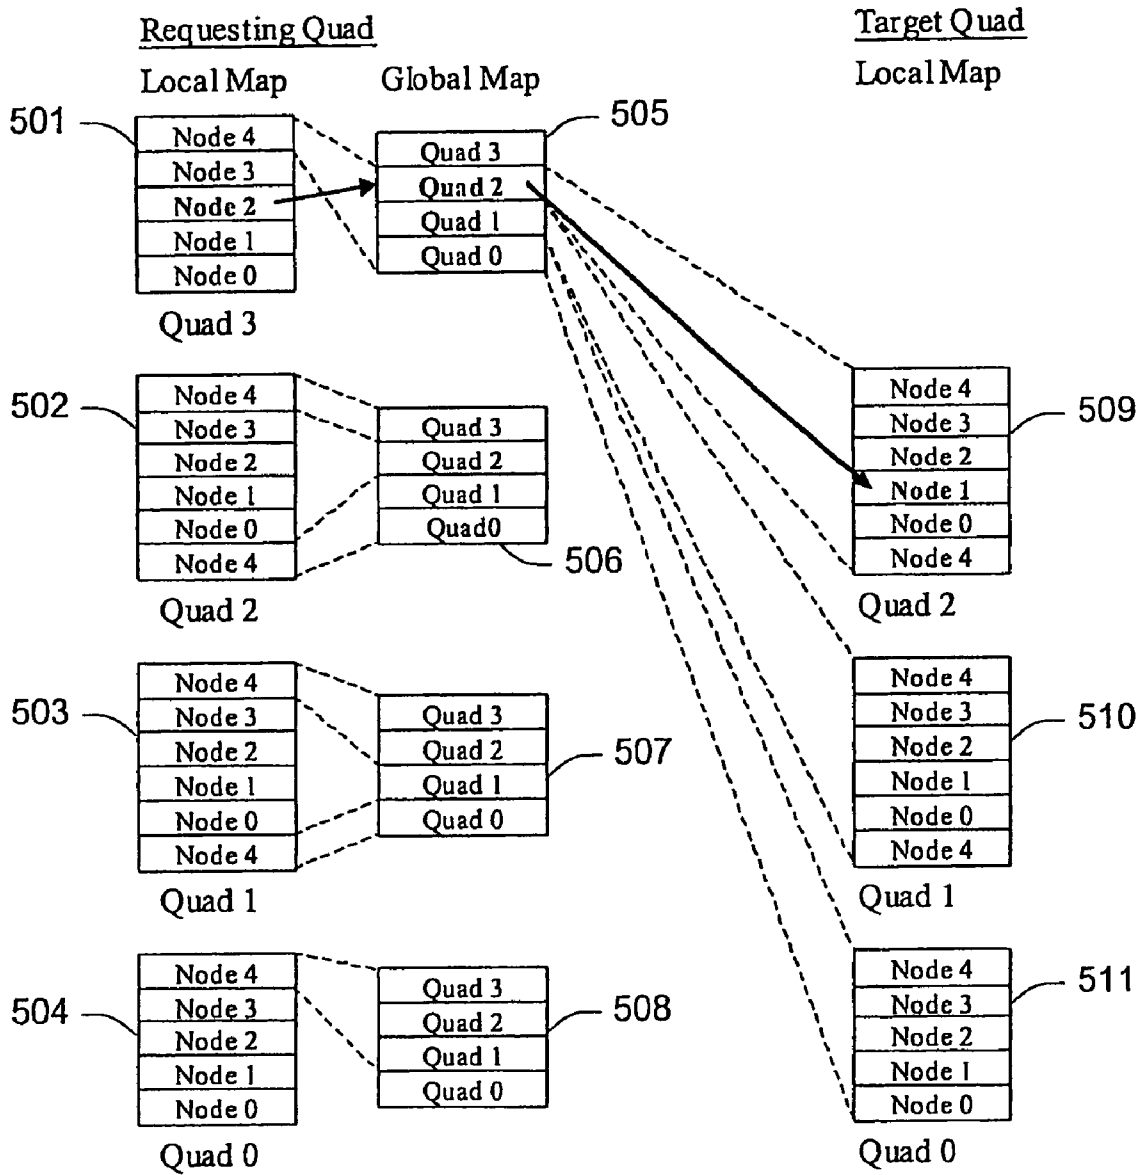 Requesting Quad
Target Quad
Local Map
Global Map
Local Map
501
Node 4
Node 3
Node 2
Node 1
Node 0
Quad 3
505
Quad 3
Quad 2
Quad 1
Quad 0
502
Node 4
Node 3
Node 2
Node 1
Node 0
Node 4
Quad 2
Quad 3
Quad 2
Quad 1
Quad0
506
509
Node 4
Node 3
Node 2
Node 1
Node 0
Node 4
Quad 2
503
Node 4
Node 3
Node 2
Node 1
Node 0
Node 4
Quad 1
Quad 3
Quad 2
Quad 1
Quad 0
507
510
Node 4
Node 3
Node 2
Node 1
Node 0
Node 4
Quad 1
504
Node 4
Node 3
Node 2
Node 1
Node 0
Quad 0
Quad 3
Quad 2
Quad 1
Quad 0
508
511
Node 4
Node 3
Node 2
Node 1
Node 0
Quad 0